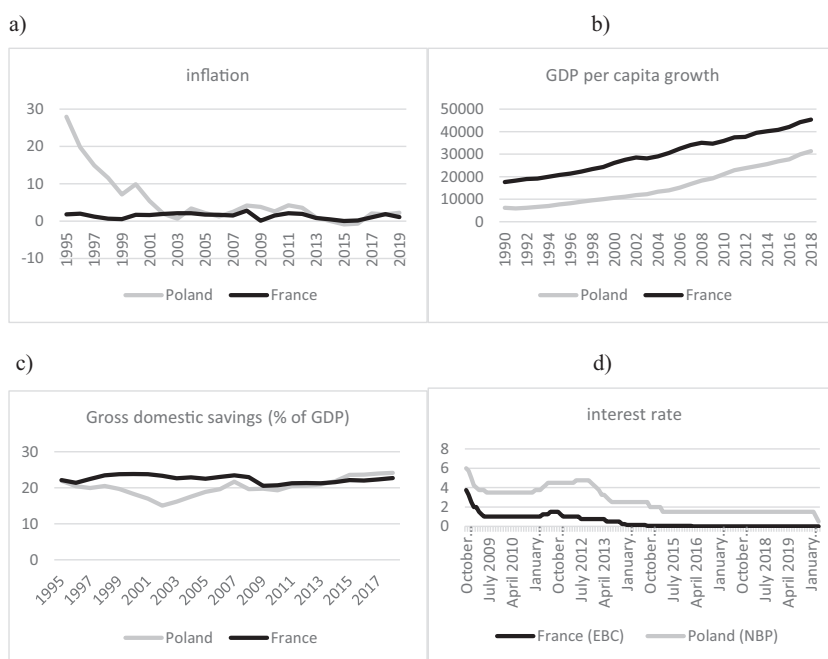 a)
b)
inflation
30
20
10
0
-10
1995
1997
1999
2001
2003
2005
2007
2009
2011
2013
2015
2017
2019
Poland France
GDP per capita growth
50000
40000
30000
20000
10000
0
1990
1992
1994
1996
1998
2000
2002
2004
2006
2008
2010
2012
2014
2016
2018
Poland France
c)
d)
Gross domestic savings (% of GDP)
30
20
10
0
1995
1997
1999
2001
2003
2005
2007
2009
2011
2013
2015
2017
Poland France
interest rate
8
6
4
2
0
October...
July 2009
April 2010
January...
October...
July 2012
April 2013
January...
October...
July 2015
April 2016
January...
October...
July 2018
April 2019
January...
France (EBC) Poland (NBP)